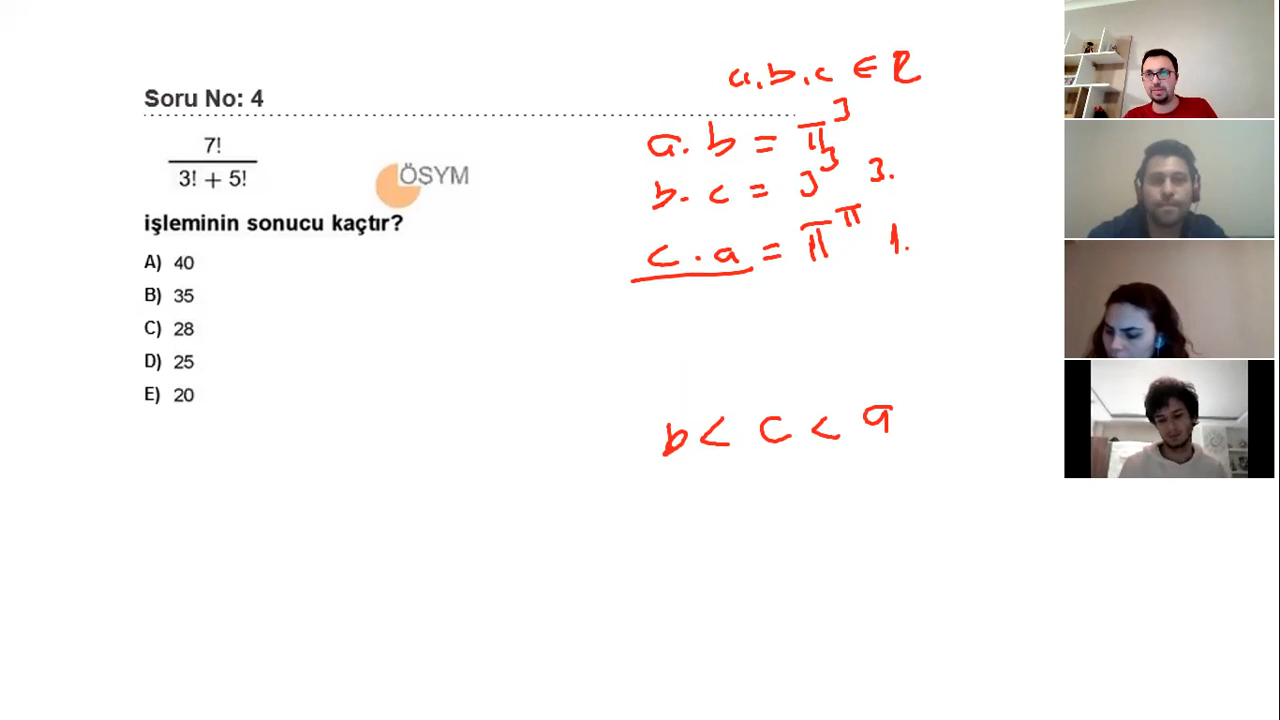 Soru No: 4
7!
3! + 5!
ÖSYM
işleminin sonucu kaçtır?
A) 40
B) 35
C) 28
D) 25
E) 20
a,b,c ∈ R
a.b = π³
b.c = 3³ 3.
c.a = π^π 1.
b < c < a